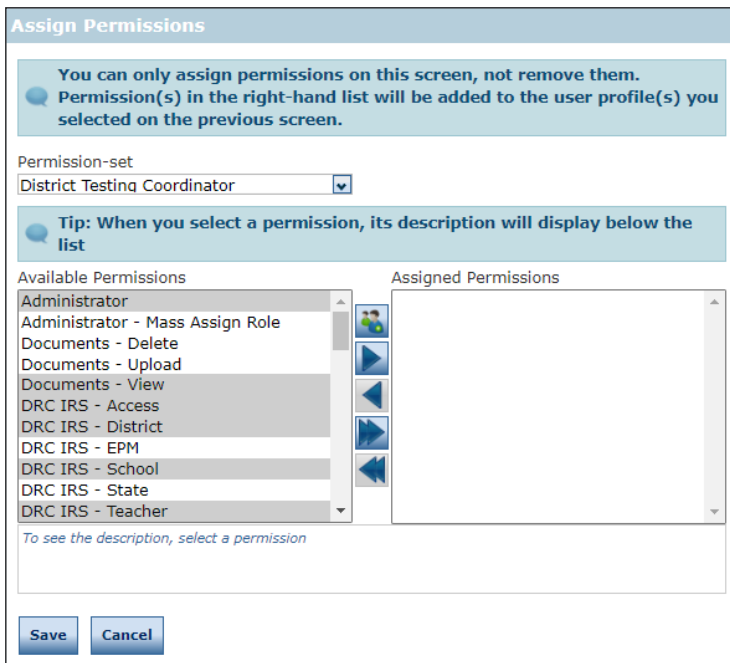 Assign Permissions
You can only assign permissions on this screen, not remove them.
Permission(s) in the right-hand list will be added to the user profile(s) you
selected on the previous screen.
Permission-set
District Testing Coordinator
Tip: When you select a permission, its description will display below the
list
Available Permissions
Administrator
Administrator - Mass Assign Role
Documents - Delete
Documents - Upload
Documents - View
DRC IRS - Access
DRC IRS - District
DRC IRS - EPM
DRC IRS - School
DRC IRS - State
DRC IRS - Teacher
Assigned Permissions
To see the description, select a permission
Save
Cancel